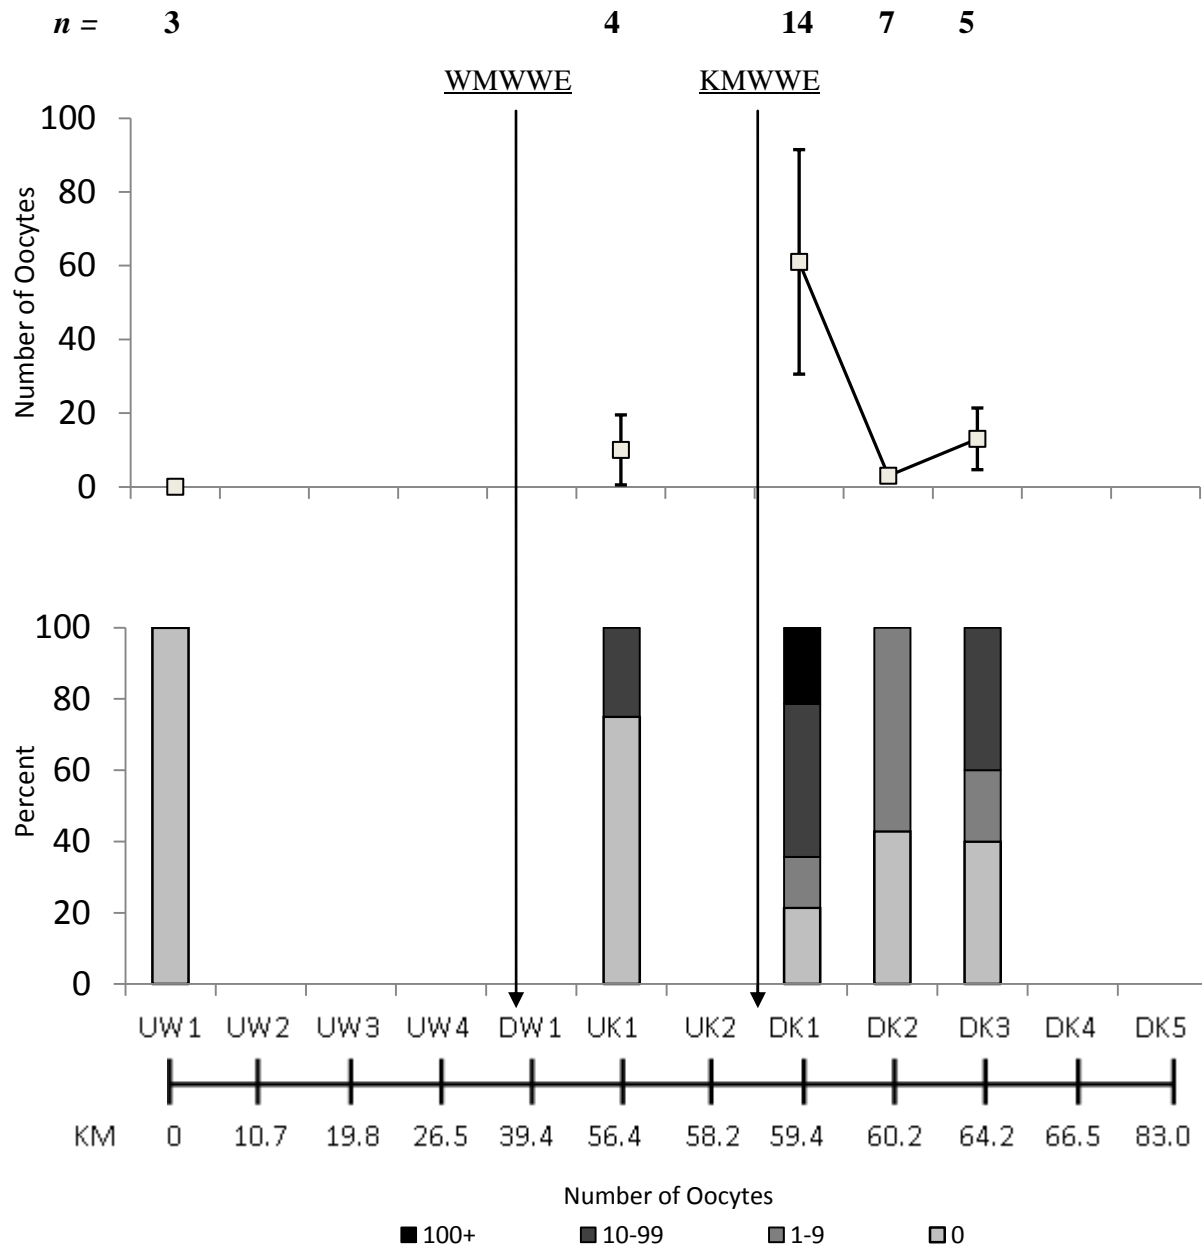 n = 3 4 14 7 5
WMWWE KMWWE
Number of Oocytes
100
80
60
40
20
0
Percent
100
80
60
40
20
0
UW1 UW2 UW3 UW4 DW1 UK1 UK2 DK1 DK2 DK3 DK4 DK5
KM 0 10.7 19.8 26.5 39.4 56.4 58.2 59.4 60.2 64.2 66.5 83.0
Number of Oocytes
100+ 10-99 1-9 0